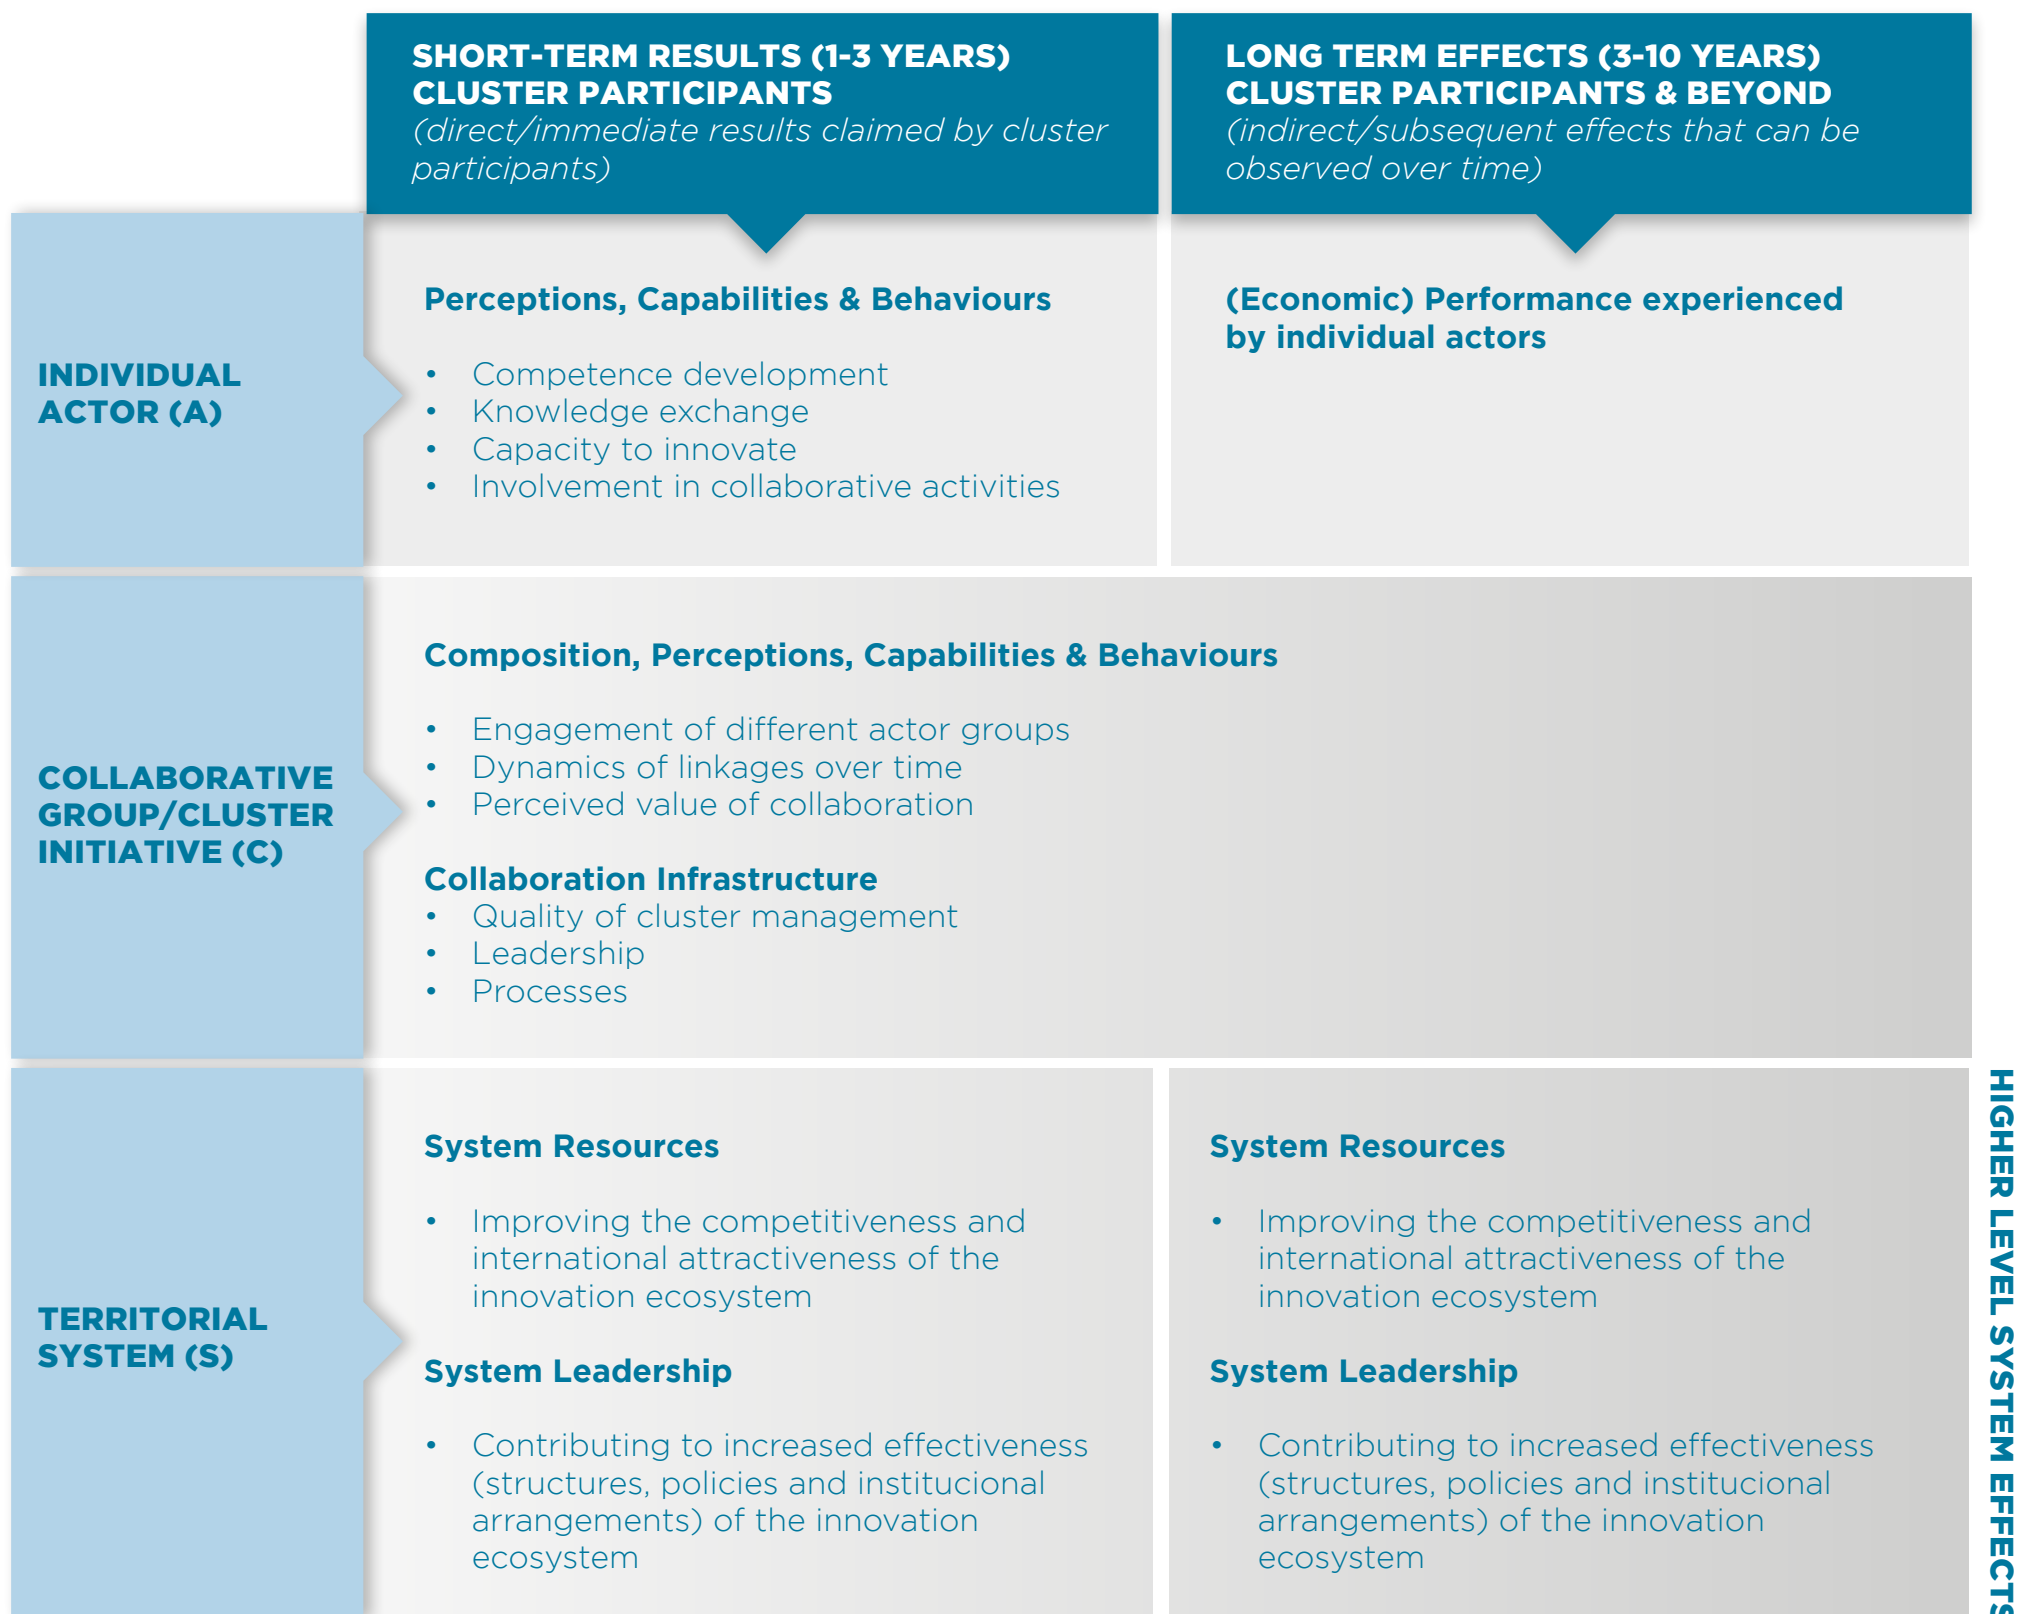 SHORT-TERM RESULTS (1-3 YEARS)
CLUSTER PARTICIPANTS
(direct/immediate results claimed by cluster
participants)
LONG TERM EFFECTS (3-10 YEARS)
CLUSTER PARTICIPANTS & BEYOND
(indirect/subsequent effects that can be
observed over time)
INDIVIDUAL
ACTOR (A)
Perceptions, Capabilities & Behaviours
• Competence development
• Knowledge exchange
• Capacity to innovate
• Involvement in collaborative activities
(Economic) Performance experienced
by individual actors
COLLABORATIVE
GROUP/CLUSTER
INITIATIVE (C)
Composition, Perceptions, Capabilities & Behaviours
• Engagement of different actor groups
• Dynamics of linkages over time
• Perceived value of collaboration
Collaboration Infrastructure
• Quality of cluster management
• Leadership
• Processes
TERRITORIAL
SYSTEM (S)
System Resources
• Improving the competitiveness and
international attractiveness of the
innovation ecosystem
System Leadership
• Contributing to increased effectiveness
(structures, policies and institucional
arrangements) of the innovation
ecosystem
System Resources
• Improving the competitiveness and
international attractiveness of the
innovation ecosystem
System Leadership
• Contributing to increased effectiveness
(structures, policies and institucional
arrangements) of the innovation
ecosystem
HIGHER LEVEL SYSTEM EFFECTS